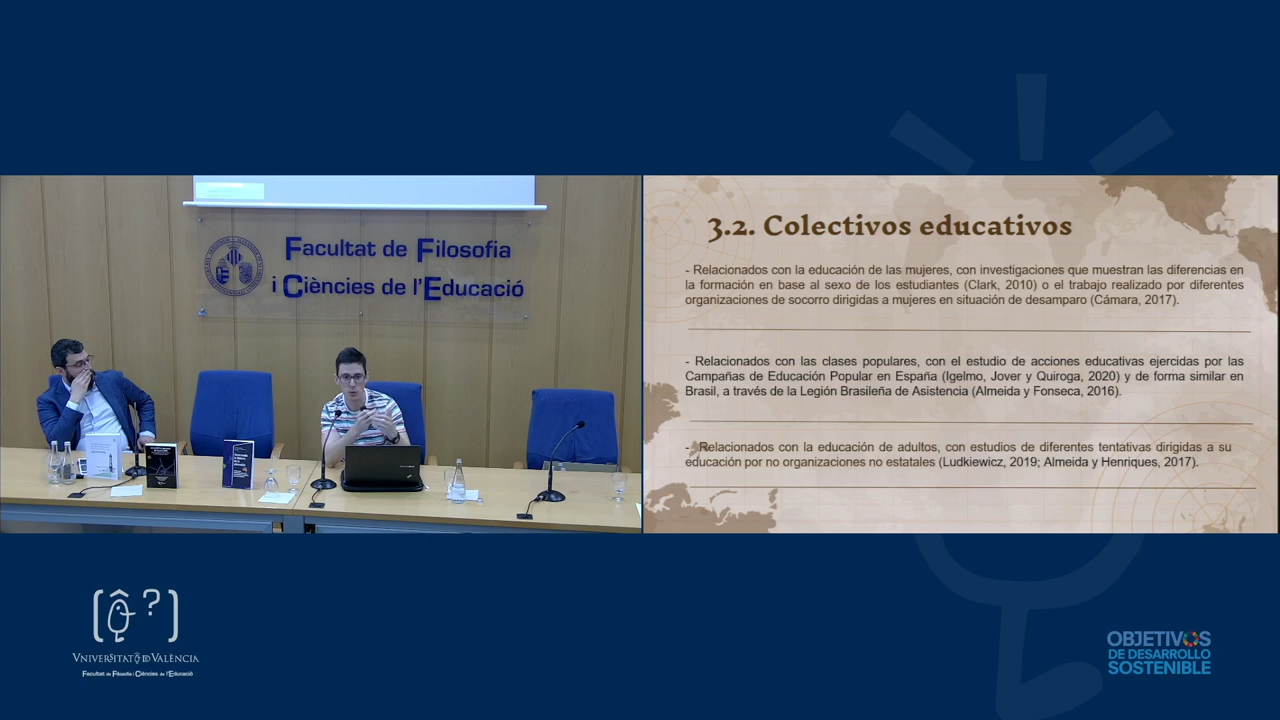 Facultat de Filosofia
i Ciències de l'Educació
3.2. Colectivos educativos
- Relacionados con la educación de las mujeres, con investigaciones que muestran las diferencias en
la formación en base al sexo de los estudiantes (Clark, 2010) o el trabajo realizado por diferentes
organizaciones de socorro dirigidas a mujeres en situación de desamparo (Cámara, 2017).
- Relacionados con las clases populares, con el estudio de acciones educativas ejercidas por las
Campañas de Educación Popular en España (Igelmo, Jover y Quiroga, 2020) y de forma similar en
Brasil, a través de la Legión Brasileña de Asistencia (Almeida y Fonseca, 2016).
- Relacionados con la educación de adultos, con estudios de diferentes tentativas dirigidas a su
educación por no organizaciones no estatales (Ludkiewicz, 2019; Almeida y Henriques, 2017).
[ô?]
VNIVERSITATQDVALÈNCIA
Facultat de Filosofia i Ciències de l'Educació
OBJETIVOS
DE DESARROLLO
SOSTENIBLE